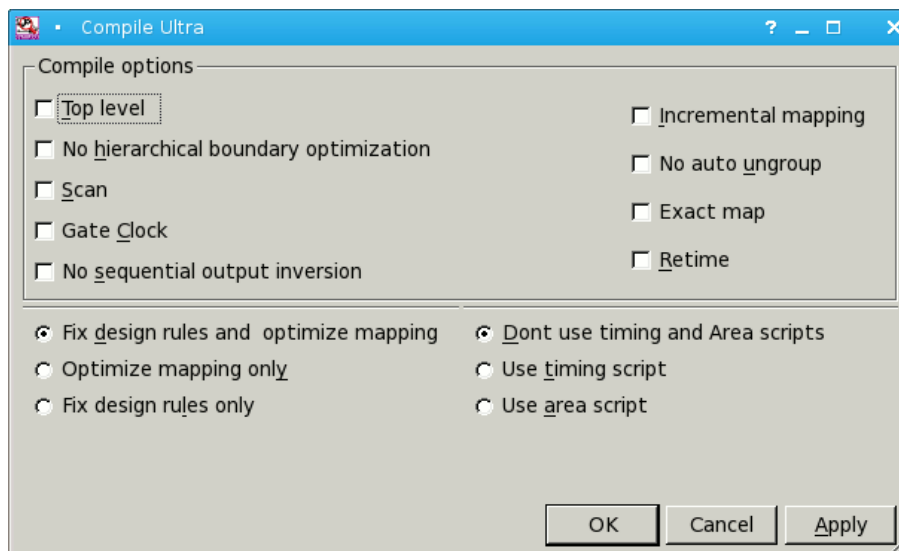 Compile Ultra
Compile options
Top level
No hierarchical boundary optimization
Scan
Gate Clock
No sequential output inversion
Incremental mapping
No auto ungroup
Exact map
Retime
Fix design rules and  optimize mapping
Optimize mapping only
Fix design rules only
Dont use timing and Area scripts
Use timing script
Use area script
OK
Cancel
Apply